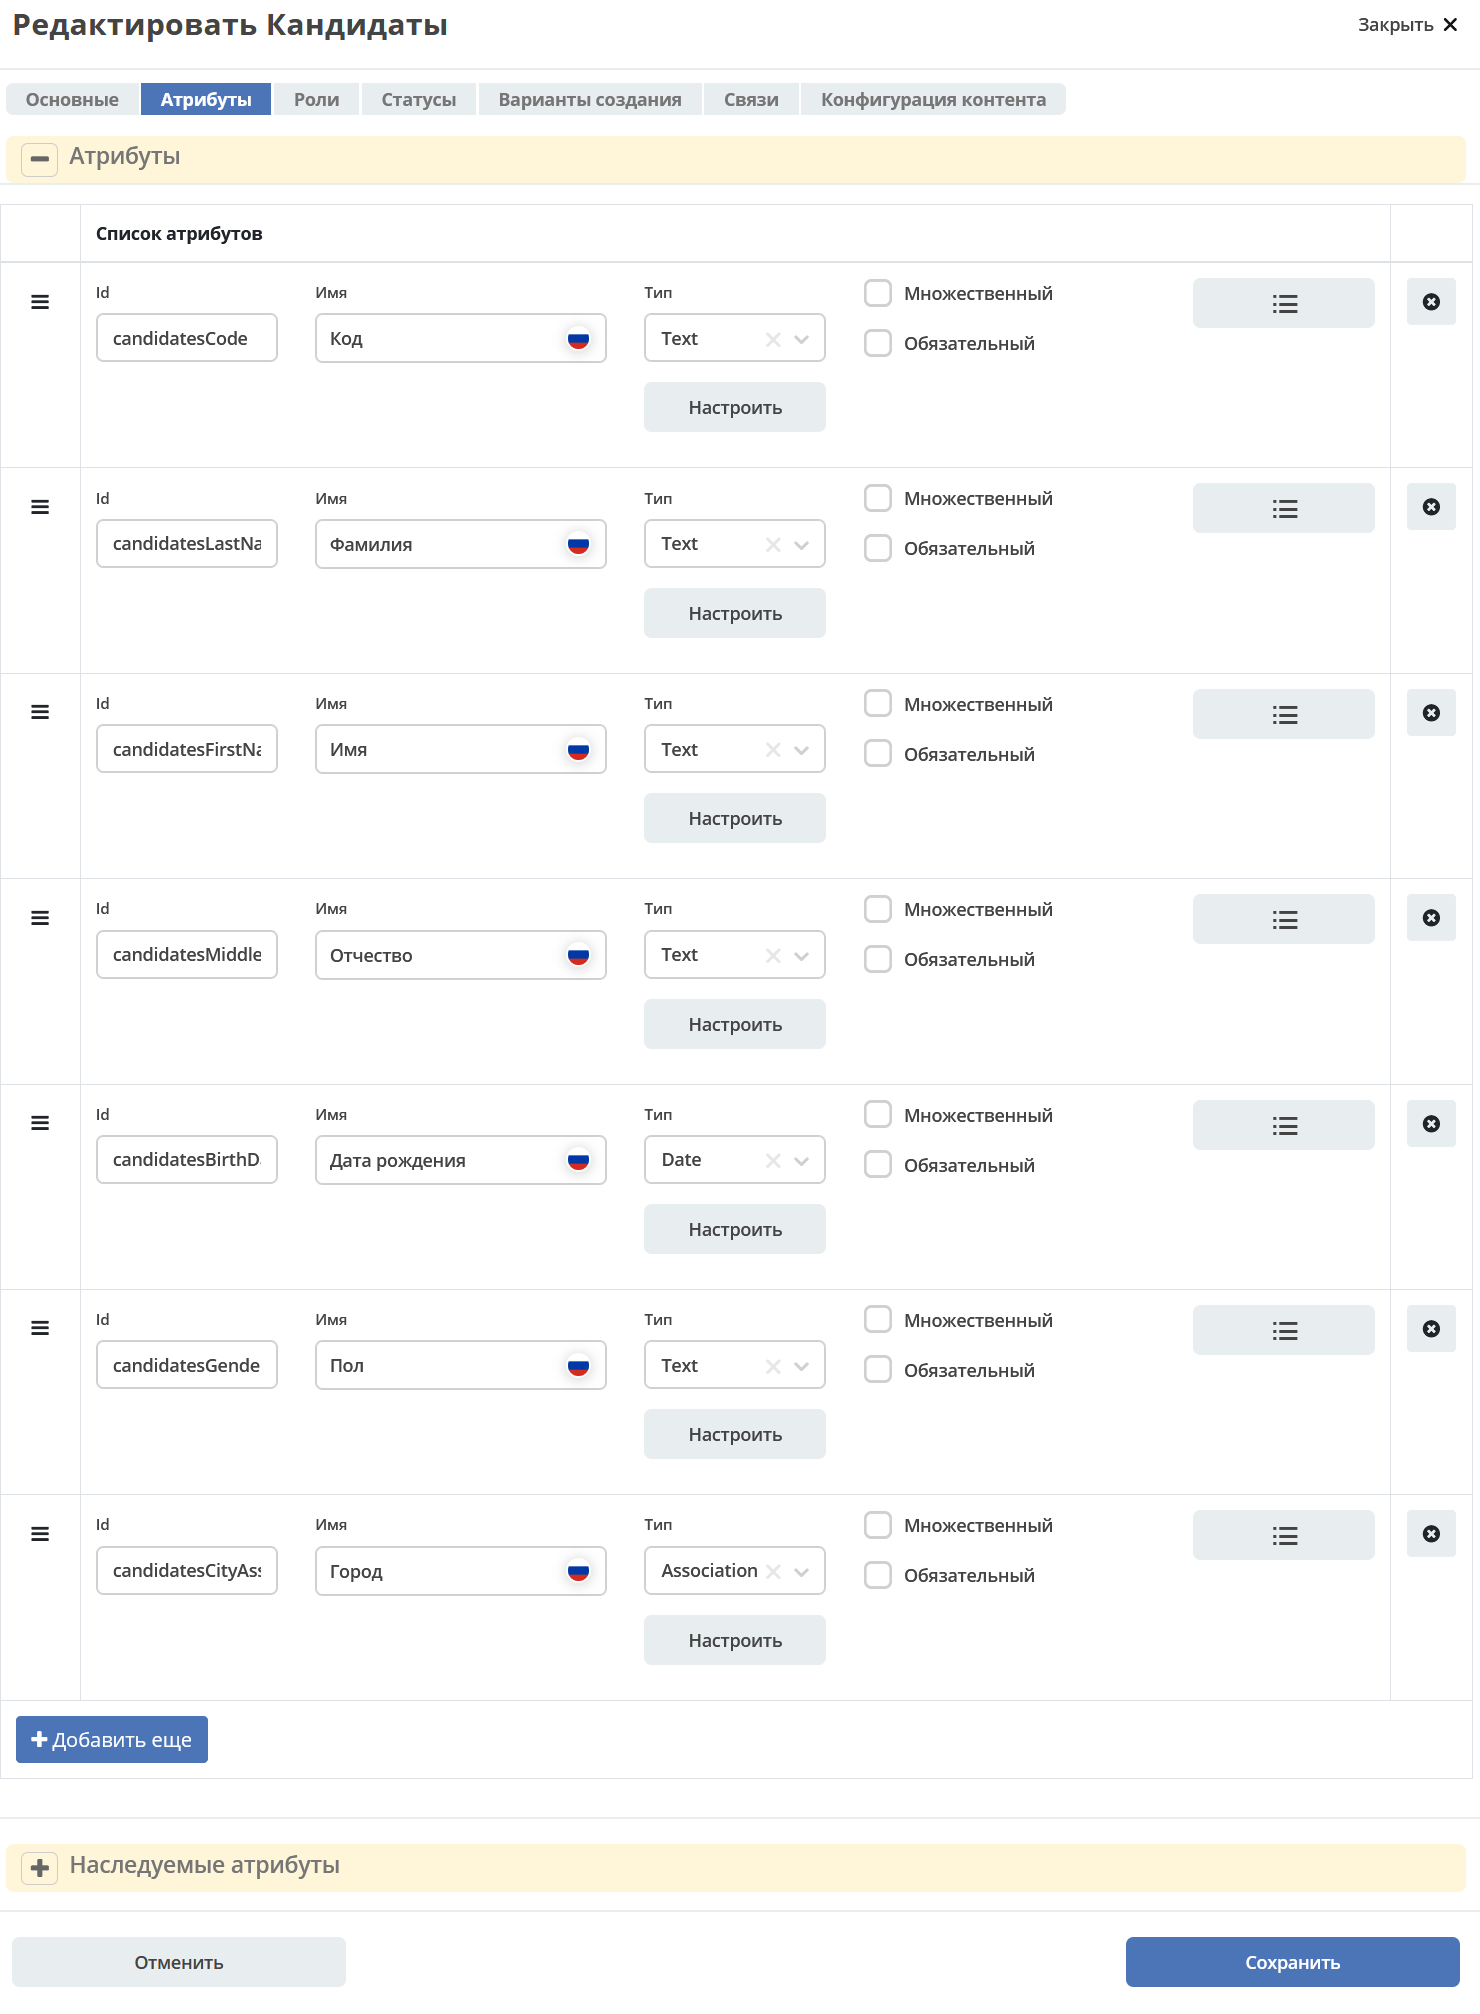 Редактировать Кандидаты
Закрыть
Основные Атрибуты Роли Статусы Варианты создания Связи Конфигурация контента
Атрибуты
Список атрибутов
Id Имя Тип Множественный
candidatesCode Код Text Обязательный
Настроить
Id Имя Тип Множественный
candidatesLastNa Фамилия Text Обязательный
Настроить
Id Имя Тип Множественный
candidatesFirstNa Имя Text Обязательный
Настроить
Id Имя Тип Множественный
candidatesMiddle Отчество Text Обязательный
Настроить
Id Имя Тип Множественный
candidatesBirthD Дата рождения Date Обязательный
Настроить
Id Имя Тип Множественный
candidatesGende Пол Text Обязательный
Настроить
Id Имя Тип Множественный
candidatesCityAs Город Association Обязательный
Настроить
Добавить еще
Наследуемые атрибуты
Отменить Сохранить